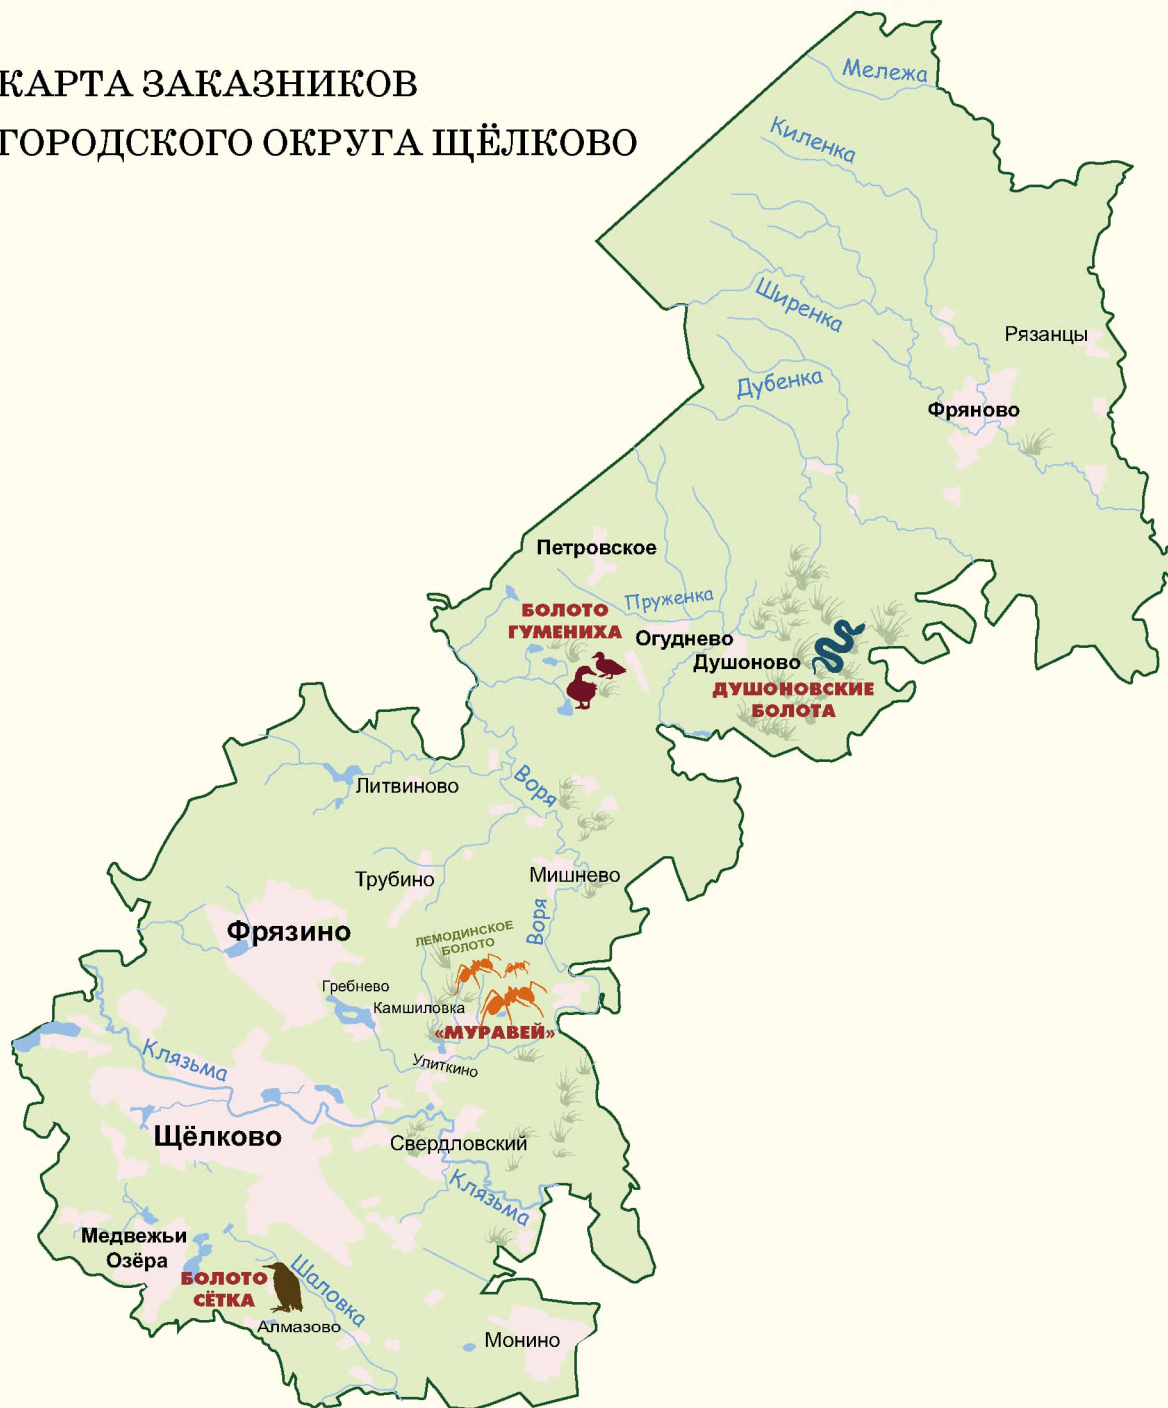 КАРТА ЗАКАЗНИКОВ
ГОРОДСКОГО ОКРУГА ЩЁЛКОВО
Мележа
Киленка
Ширенка
Рязанцы
Дубенка
Фряново
Петровское
Пруженка
БОЛОТО
ГУМЕНИХА
Огуднево
Душоново
ДУШОНОВСКИЕ
БОЛОТА
Литвиново
Воря
Трубино
Мишнево
Воря
Фрязино
ЛЕМОДИНСКОЕ
БОЛОТО
Гребнево
Камшиловка
«МУРАВЕЙ»
Улиткино
Клязьма
Щёлково
Свердловский
Клязьма
Медвежьи
Озёра
БОЛОТО
СЁТКА
Шаловка
Алмазово
Монино